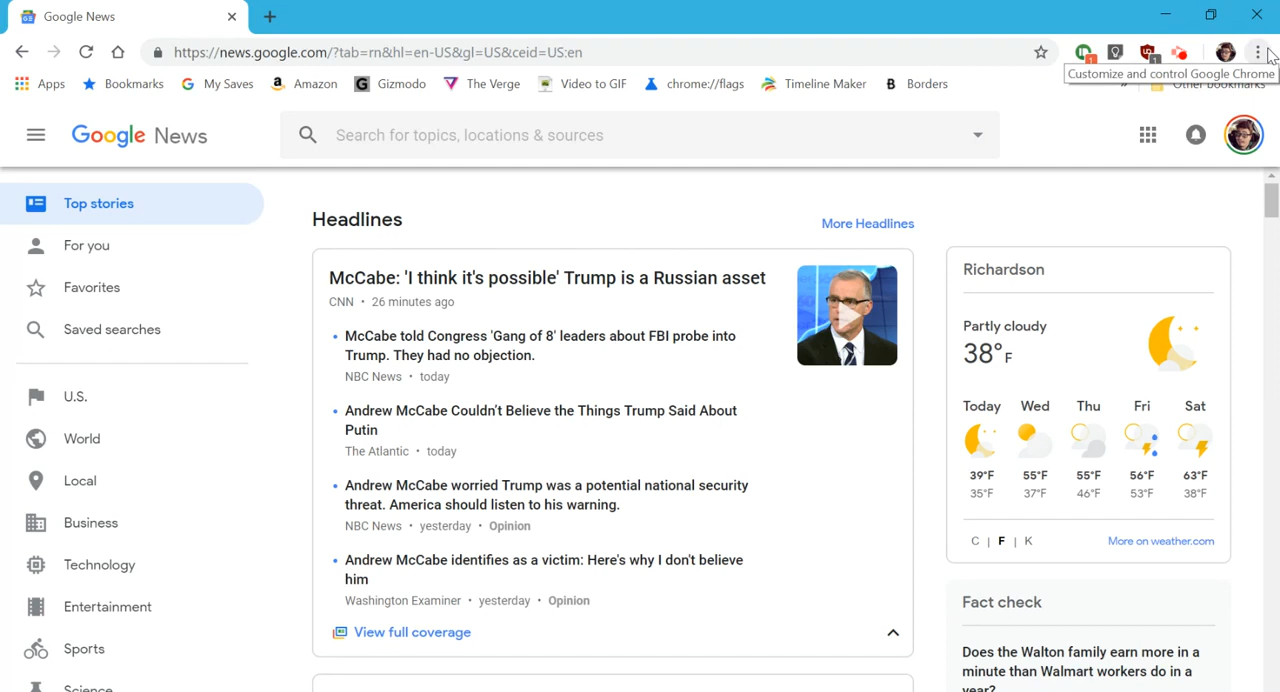 Google News
https://news.google.com/?tab=rn&hl=en-US&gl=US&ceid=US:en
1
1
Customize and control Google Chrome
Apps
Bookmarks
G My Saves
a Amazon
G Gizmodo
The Verge
Video to GIF
chrome://flags
Timeline Maker
B Borders
Other bookmarks
Google News
Search for topics, locations & sources
Top stories
For you
Favorites
Saved searches
U.S.
World
Local
Business
Technology
Entertainment
Sports
Science
Headlines
More Headlines
McCabe: 'I think it's possible' Trump is a Russian asset
CNN • 26 minutes ago
• McCabe told Congress 'Gang of 8' leaders about FBI probe into
Trump. They had no objection.
NBC News • today
• Andrew McCabe Couldn't Believe the Things Trump Said About
Putin
The Atlantic • today
• Andrew McCabe worried Trump was a potential national security
threat. America should listen to his warning.
NBC News • yesterday • Opinion
• Andrew McCabe identifies as a victim: Here's why I don't believe
him
Washington Examiner • yesterday • Opinion
View full coverage
Richardson
Partly cloudy
38° F
Today Wed Thu Fri Sat
39°F 55°F 55°F 56°F 63°F
35°F 37°F 46°F 53°F 38°F
C | F | K
More on weather.com
Fact check
Does the Walton family earn more in a
minute than Walmart workers do in a
year?